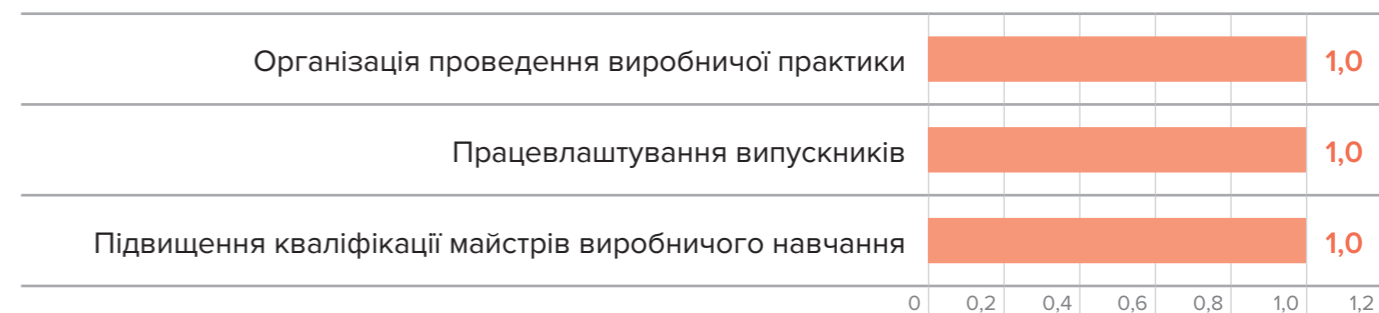 Організація проведення виробничої практики 1,0
Працевлаштування випускників 1,0
Підвищення кваліфікації майстрів виробничого навчання 1,0
0 0,2 0,4 0,6 0,8 1,0 1,2